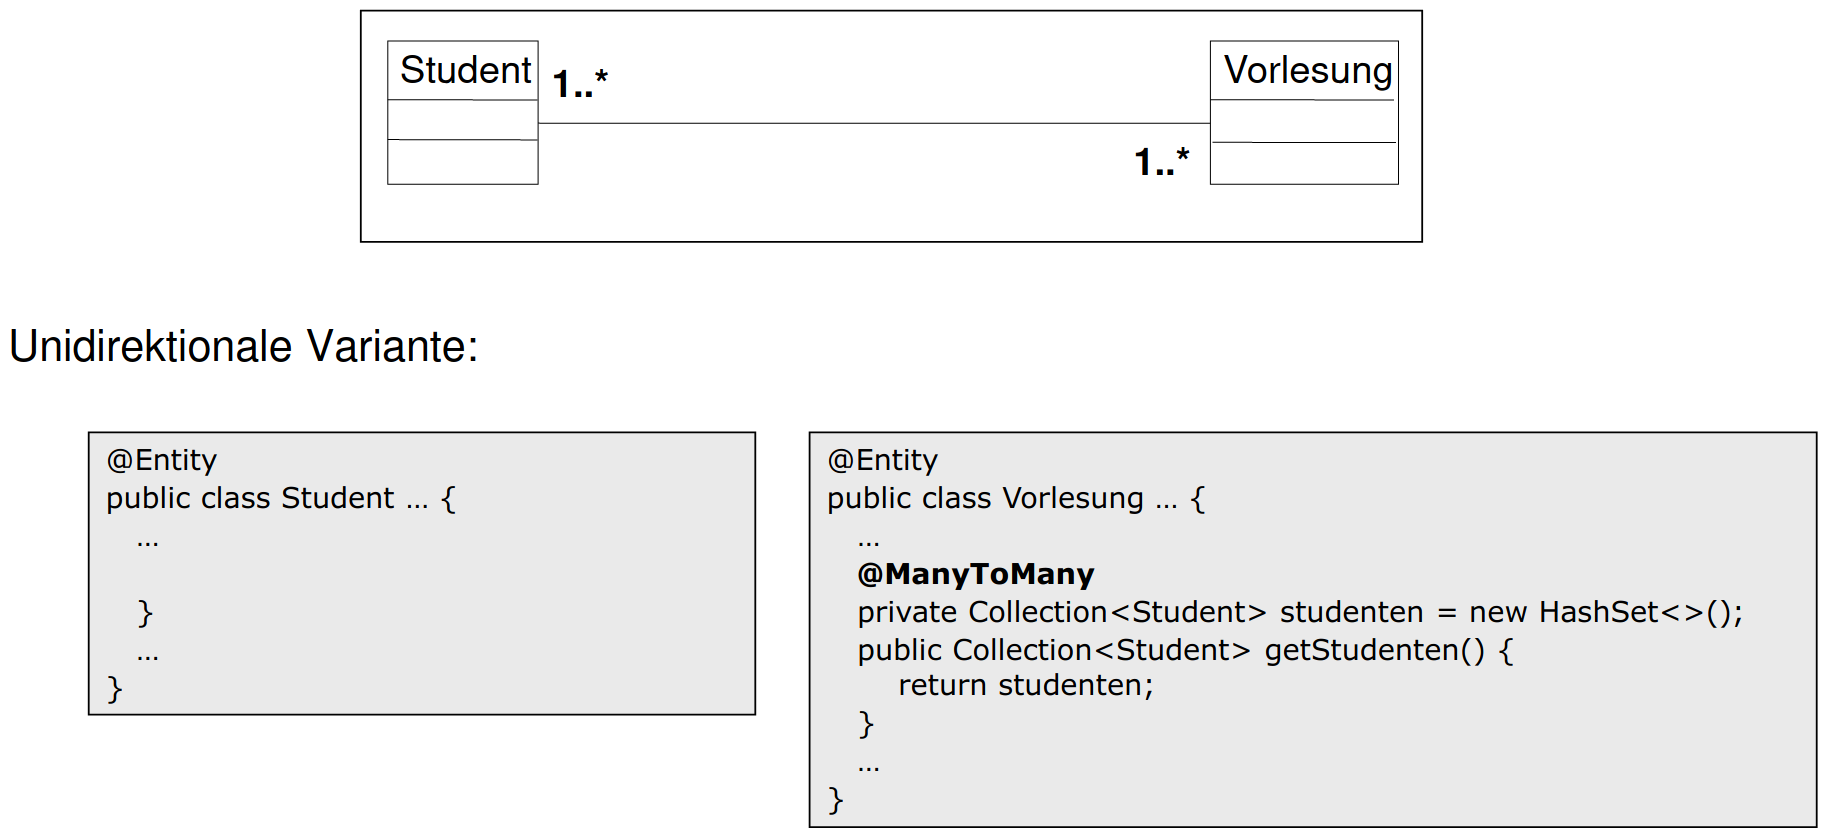 Student
1..*
Vorlesung
1..*
Unidirektionale Variante:
@Entity
public class Student … {
…
}
…
}
@Entity
public class Vorlesung … {
…
@ManyToMany
private Collection<Student> studenten = new HashSet<>();
public Collection<Student> getStudenten() {
return studenten;
}
…
}